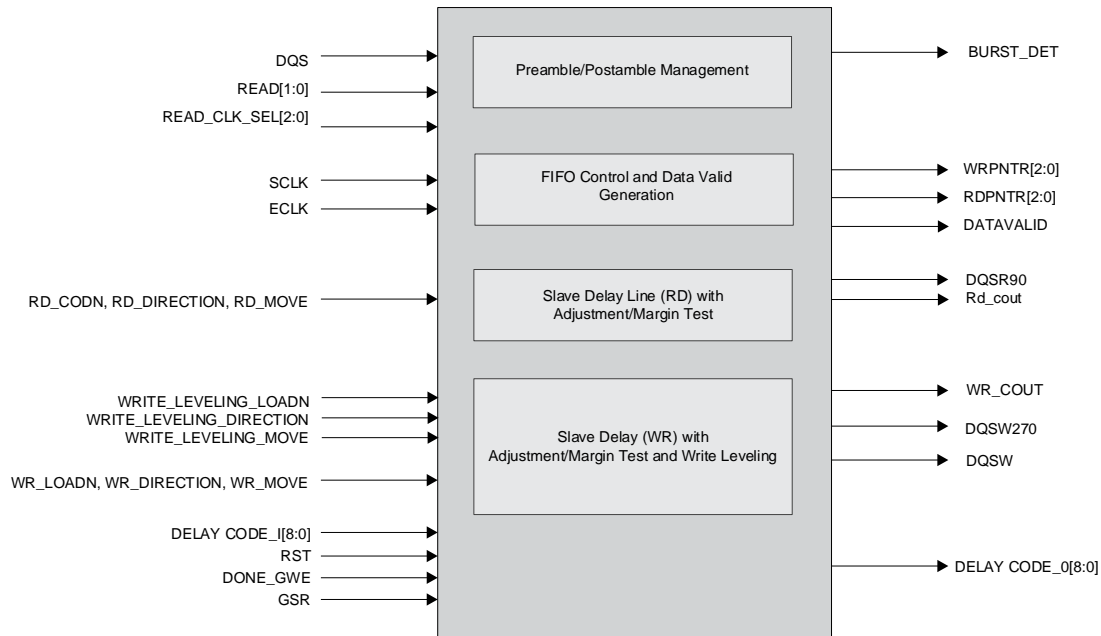 DQS
READ[1:0]
READ_CLK_SEL[2:0]
SCLK
ECLK
RD_CODN, RD_DIRECTION, RD_MOVE
WRITE_LEVELING_LOADN
WRITE_LEVELING_DIRECTION
WRITE_LEVELING_MOVE
WR_LOADN, WR_DIRECTION, WR_MOVE
DELAY CODE_I[8:0]
RST
DONE_GWE
GSR
Preamble/Postamble Management
FIFO Control and Data Valid
Generation
Slave Delay Line (RD) with
Adjustment/Margin Test
Slave Delay (WR) with
Adjustment/Margin Test and Write Leveling
BURST_DET
WRPNTR[2:0]
RDPNTR[2:0]
DATAVALID
DQSR90
Rd_cout
WR_COUT
DQSW270
DQSW
DELAY CODE_0[8:0]